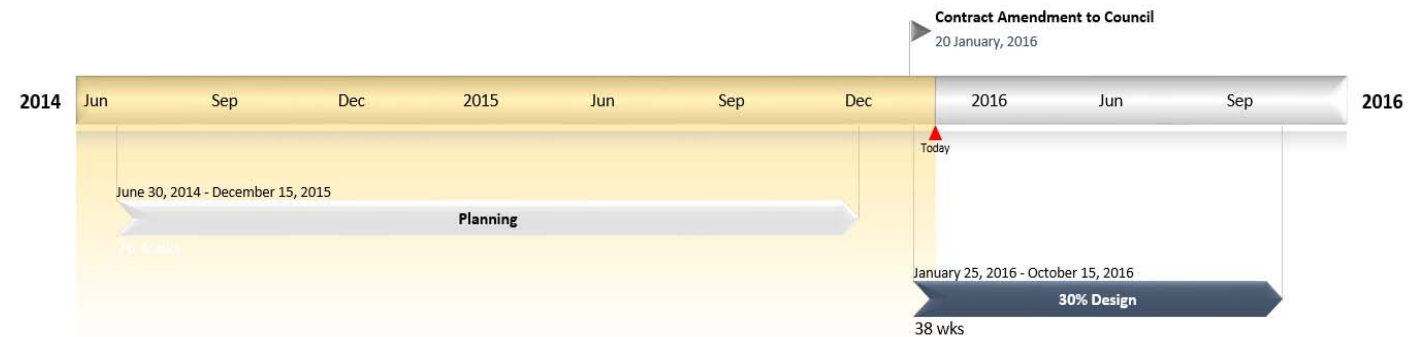 Contract Amendment to Council
20 January, 2016
2014 Jun Sep Dec 2015 Jun Sep Dec 2016 Jun Sep 2016
Today
June 30, 2014 - December 15, 2015
Planning
January 25, 2016 - October 15, 2016
30% Design
38 wks